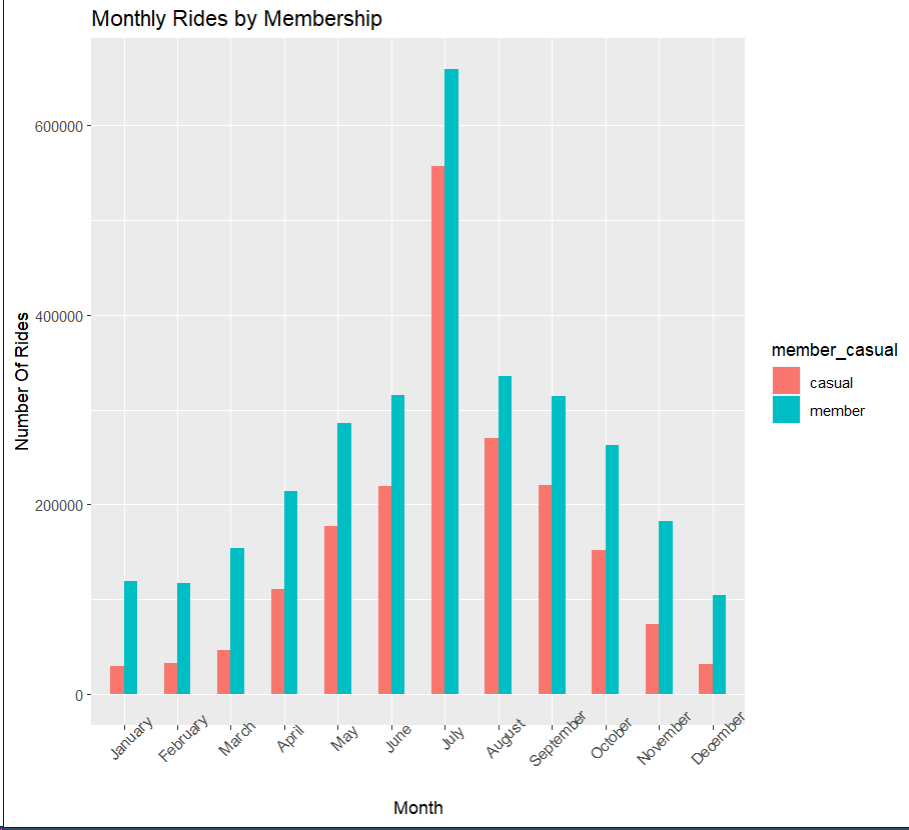 Monthly Rides by Membership
Number Of Rides
600000
400000
200000
0
January
February
March
April
May
June
July
August
September
October
November
December
Month
member_casual
casual
member